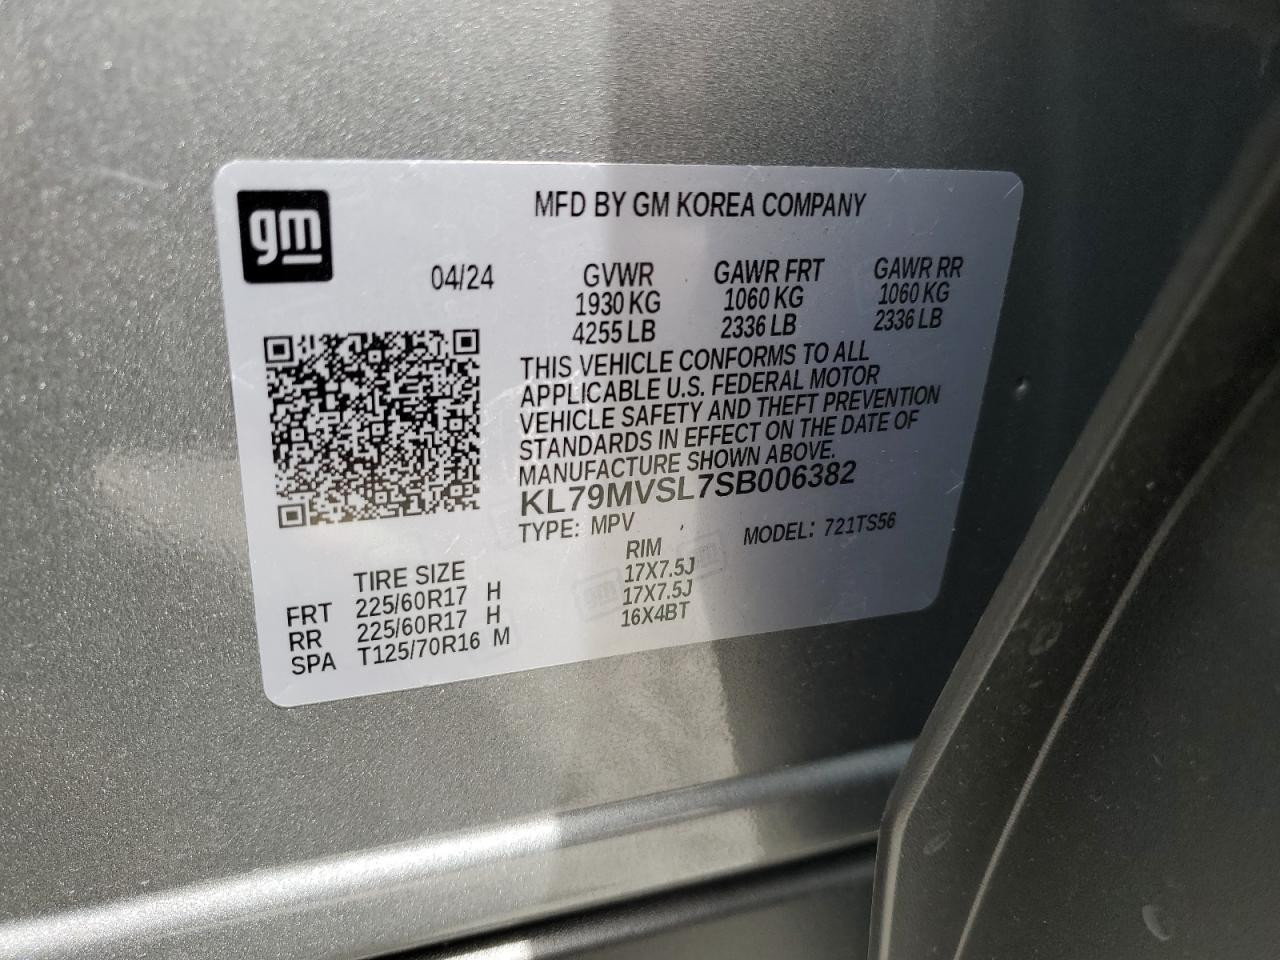 gm
MFD BY GM KOREA COMPANY
04/24 GVWR GAWR FRT GAWR RR
1930 KG 1060 KG 1060 KG
4255 LB 2336 LB 2336 LB
THIS VEHICLE CONFORMS TO ALL
APPLICABLE U.S. FEDERAL MOTOR
VEHICLE SAFETY AND THEFT PREVENTION
STANDARDS IN EFFECT ON THE DATE OF
MANUFACTURE SHOWN ABOVE.
KL79MVSL7SB006382
TYPE: MPV MODEL: 721TS56
TIRE SIZE RIM
FRT 225/60R17 H 17X7.5J
RR 225/60R17 H 17X7.5J
SPA T125/70R16 M 16X4BT